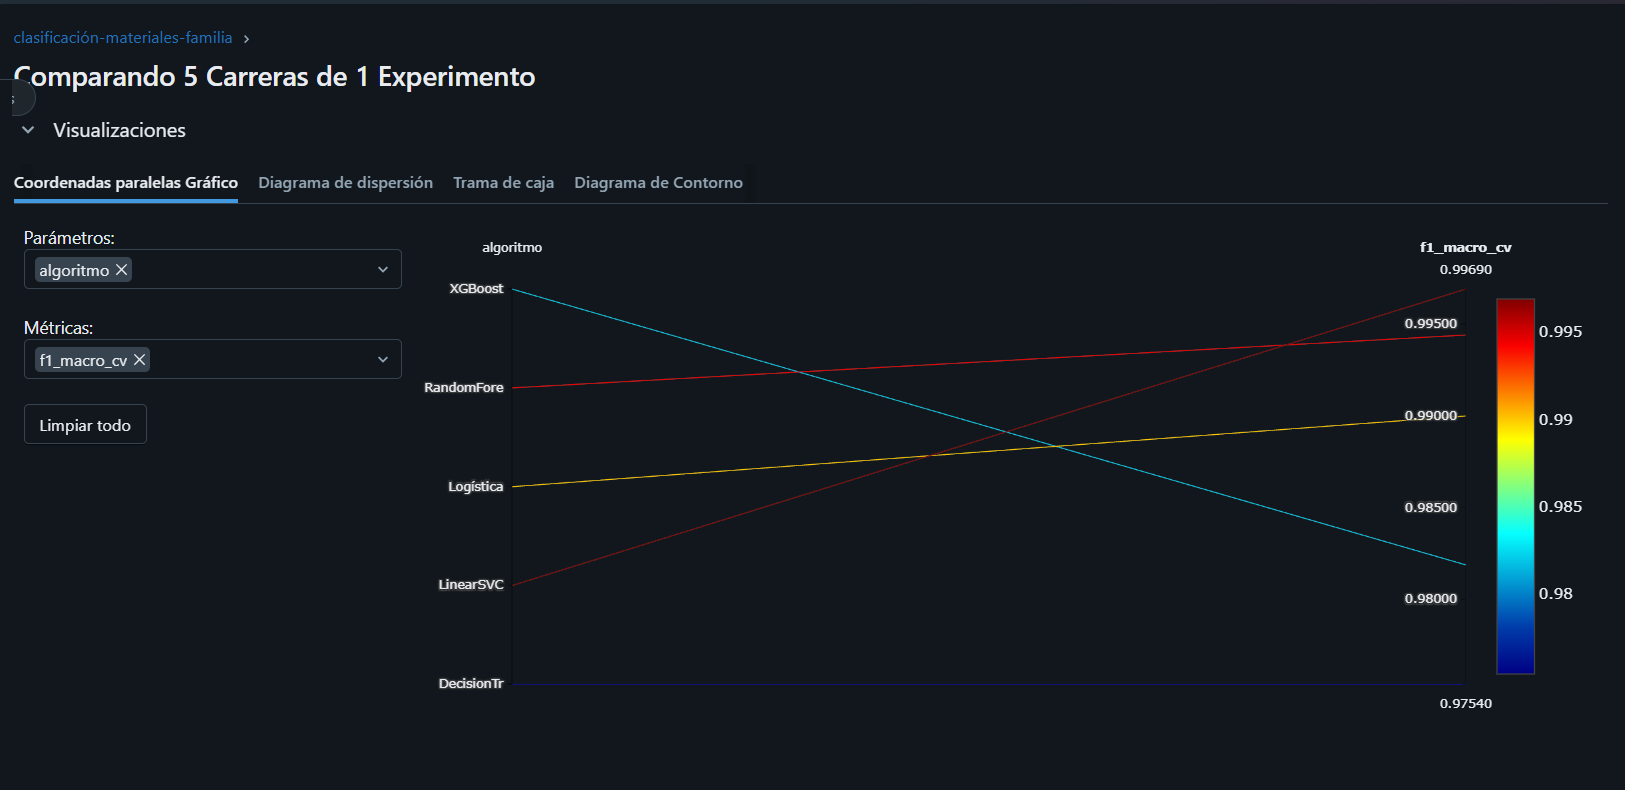 clasificación-materiales-familia ›
Comparando 5 Carreras de 1 Experimento
Visualizaciones
Coordenadas paralelas Gráfico Diagrama de dispersión Trama de caja Diagrama de Contorno
Parámetros:
algoritmo
Métricas:
f1_macro_cv
Limpiar todo
algoritmo
XGBoost
RandomFore
Logística
LinearSVC
DecisionTr
f1_macro_cv
0.99690
0.99500
0.99000
0.98500
0.98000
0.97540
0.995
0.99
0.985
0.98